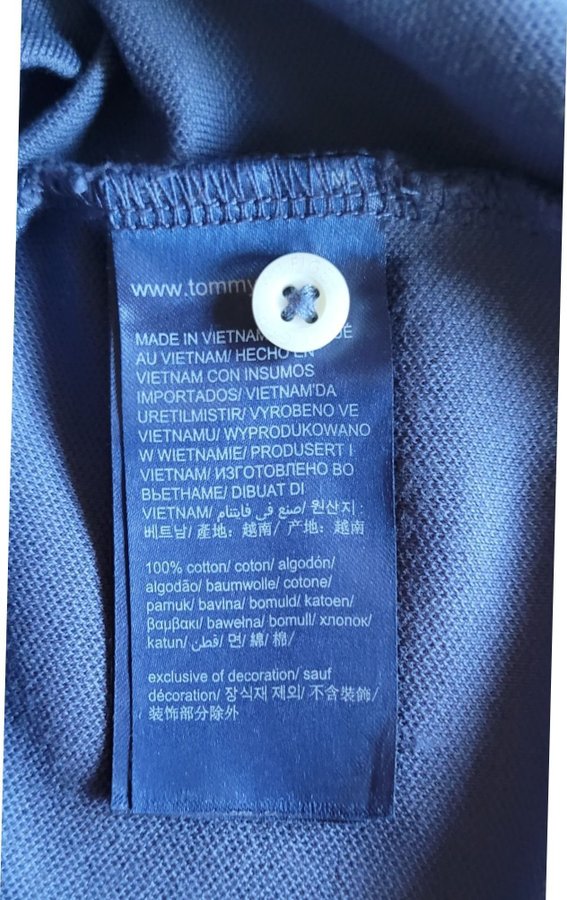 www.tommy
MADE IN VIETNAM
AU VIETNAM/ HECHO EN
VIETNAM CON INSUMOS
IMPORTADOS/ VIETNAM'DA
URETILMISTIR/ VYROBENO VE
VIETNAMU/ WYPRODUKOWANO
W WIETNAMIE/ PRODUSERT I
VIETNAM/ ИЗГОТОВЛЕНО ВО
ВЬЕТНАМЕ/ DIBUAT DI
VIETNAM/ صنع في فايتنام/ 원산지:
베트남/ 產地：越南/ 产地：越南
100% cotton/ coton/ algodón/
algodão/ baumwolle/ cotone/
pamuk/ bavlna/ bomuld/ katoen/
βαμβακι/ bawełna/ bomull/ хлопок/
katun/ قطن/ 면/ 綿/ 棉/
exclusive of decoration/ sauf
décoration/ 장식재 제외/ 不含裝飾/
装饰部分除外